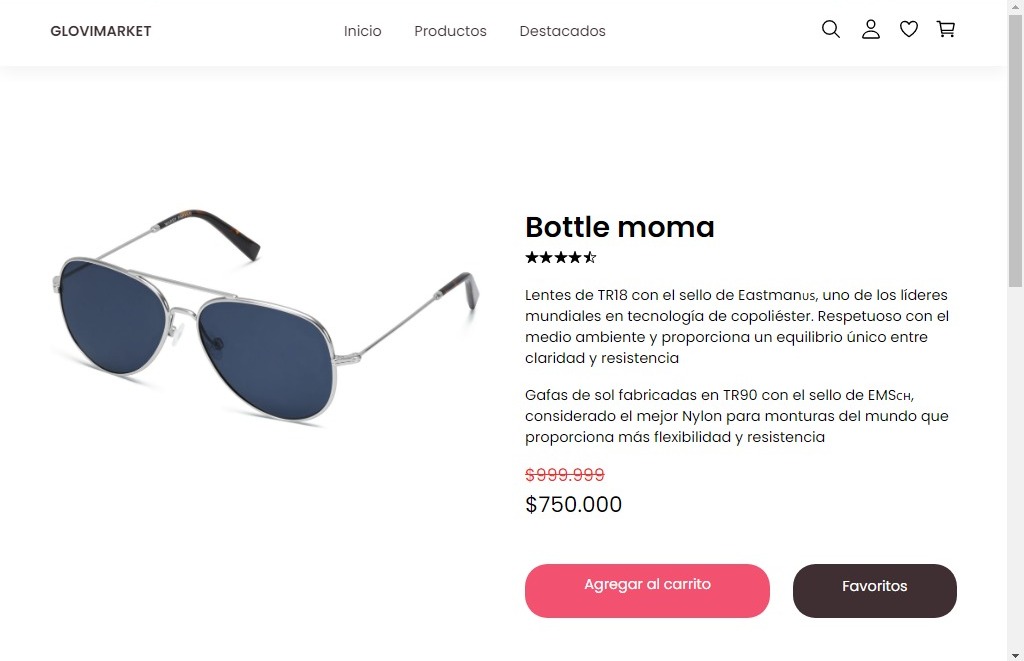 GLOVIMARKET
Inicio Productos Destacados
Bottle moma
Lentes de TR18 con el sello de Eastmanus, uno de los líderes
mundiales en tecnología de copoliéster. Respetuoso con el
medio ambiente y proporciona un equilibrio único entre
claridad y resistencia
Gafas de sol fabricadas en TR90 con el sello de EMSCH,
considerado el mejor Nylon para monturas del mundo que
proporciona más flexibilidad y resistencia
$999.999
$750.000
Agregar al carrito
Favoritos